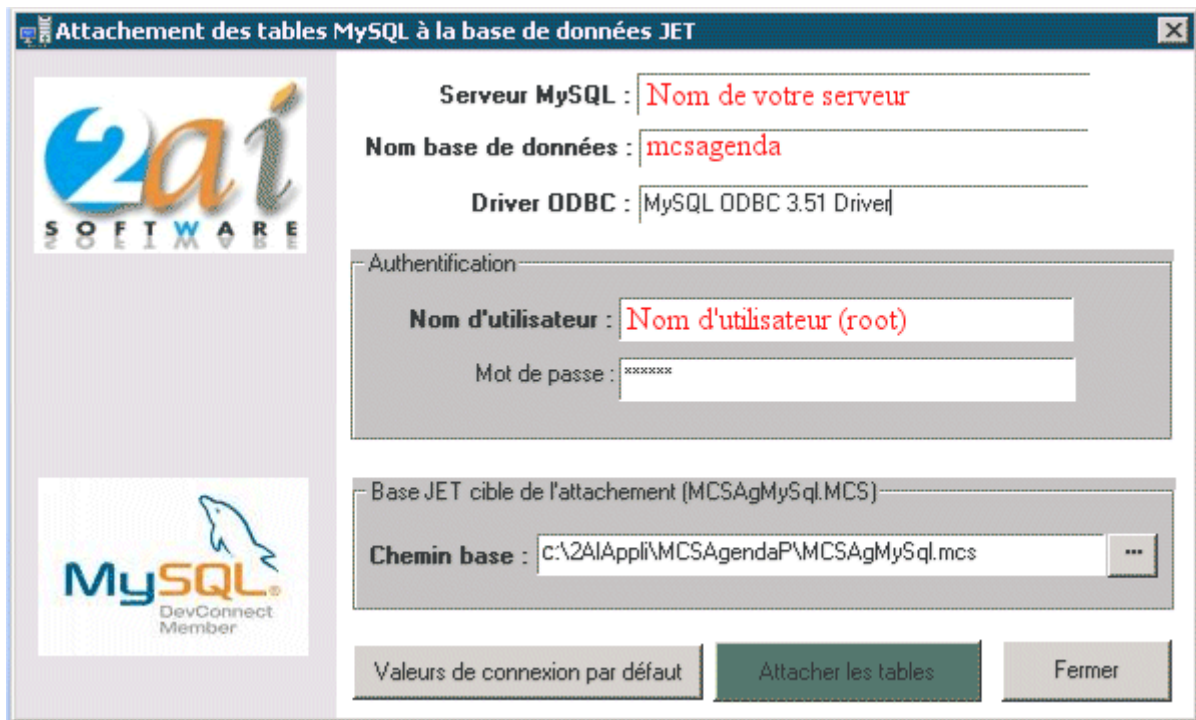 Attachement des tables MySQL à la base de données JET
2ai
SOFTWARE
Serveur MySQL : Nom de votre serveur
Nom base de données : mcsagenda
Driver ODBC : MySQL ODBC 3.51 Driver
Authentification
Nom d'utilisateur : Nom d'utilisateur (root)
Mot de passe : ******
MySQL®
DevConnect
Member
Base JET cible de l'attachement (MCSAgMySql.MCS)
Chemin base : c:\2AIAppli\MCSAgendaP\MCSAgMySql.mcs ...
Valeurs de connexion par défaut Attacher les tables Fermer